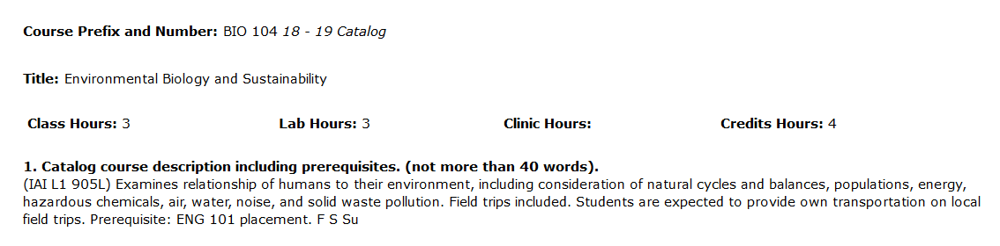 Course Prefix and Number: BIO 104 18 - 19 Catalog
Title: Environmental Biology and Sustainability
Class Hours: 3 Lab Hours: 3 Clinic Hours: Credits Hours: 4
1. Catalog course description including prerequisites. (not more than 40 words).
(IAI L1 905L) Examines relationship of humans to their environment, including consideration of natural cycles and balances, populations, energy,
hazardous chemicals, air, water, noise, and solid waste pollution. Field trips included. Students are expected to provide own transportation on local
field trips. Prerequisite: ENG 101 placement. F S Su